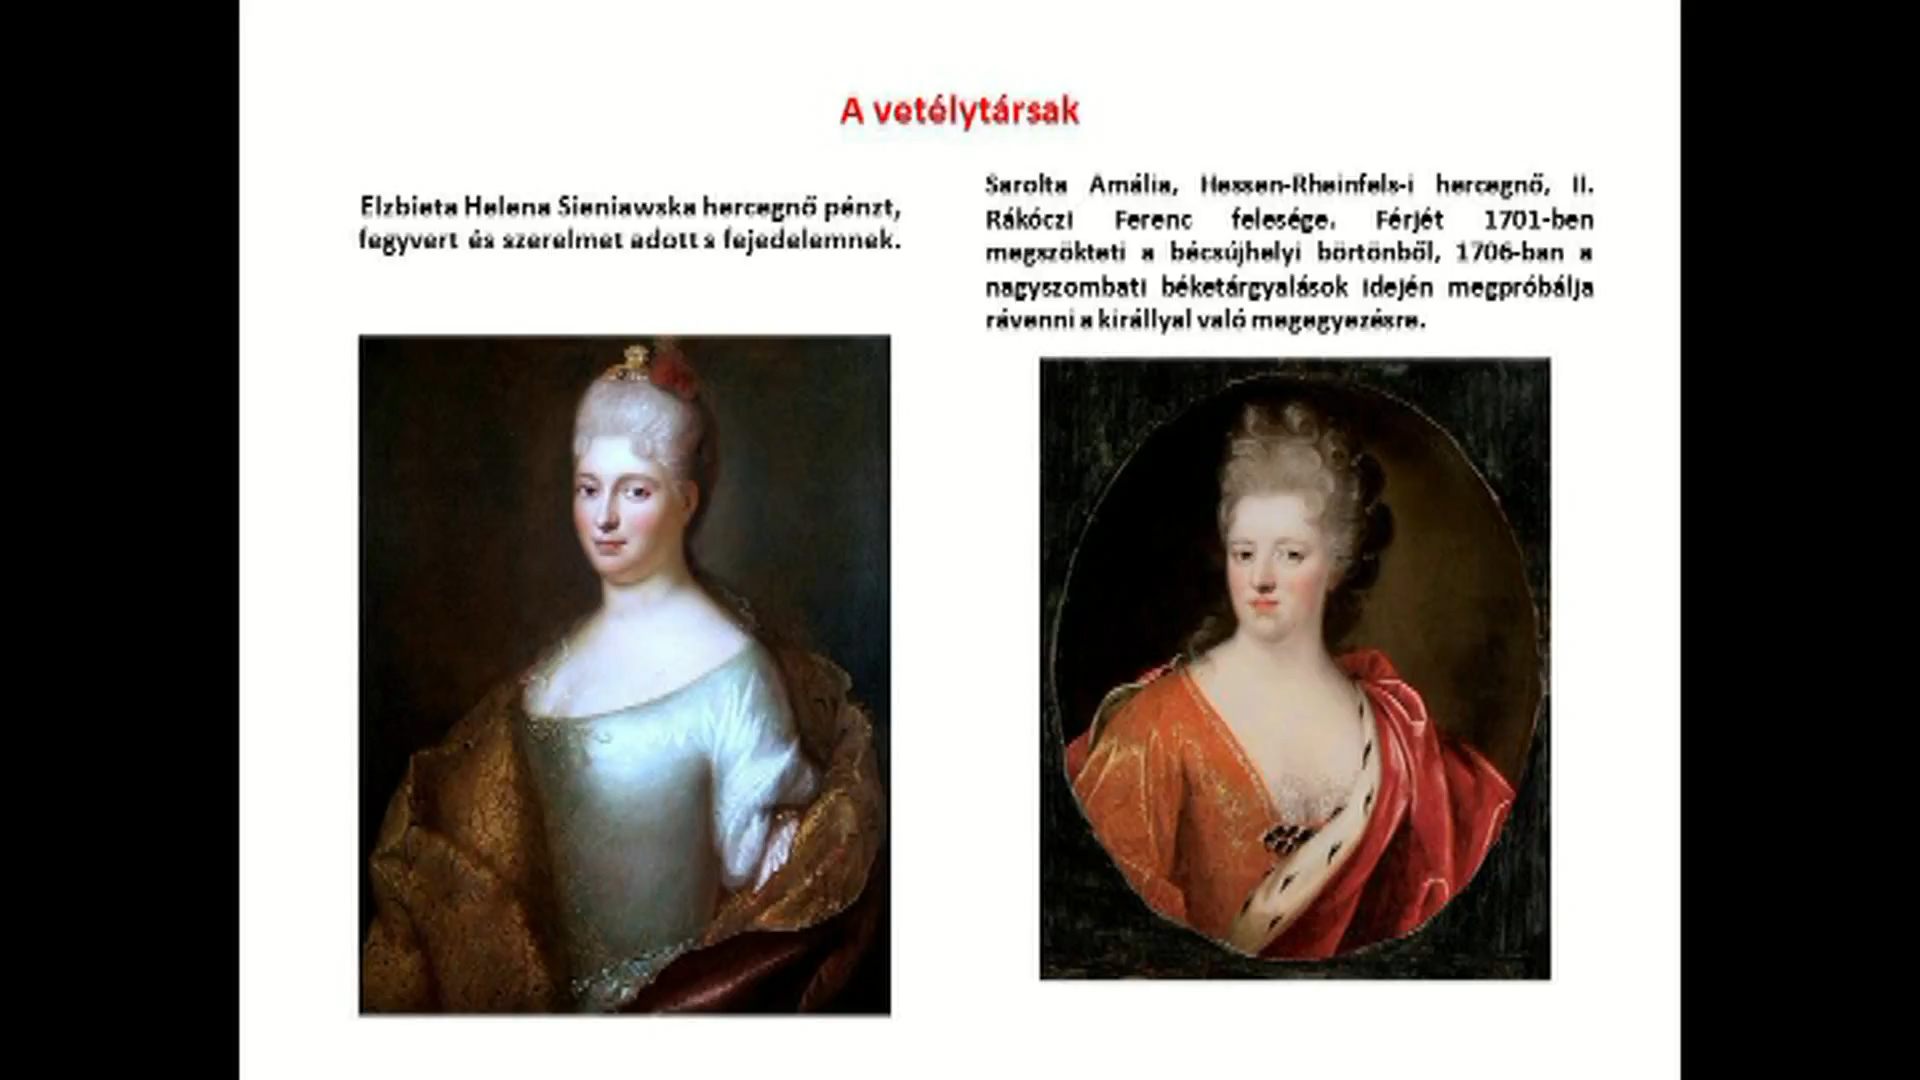 A vetélytársak
Elzbieta Helena Sieniawska hercegnő pénzt,
fegyvert és szerelmet adott a fejedelemnek.
Sarolta Amália, Hessen-Rheinfels-i hercegnő, II.
Rákóczi Ferenc felesége. Férjét 1701-ben
megszökteti a bécsújhelyi börtönből, 1706-ban a
nagyszombati béketárgyalások idején megpróbálja
rávenni a királlyal való megegyezésre.